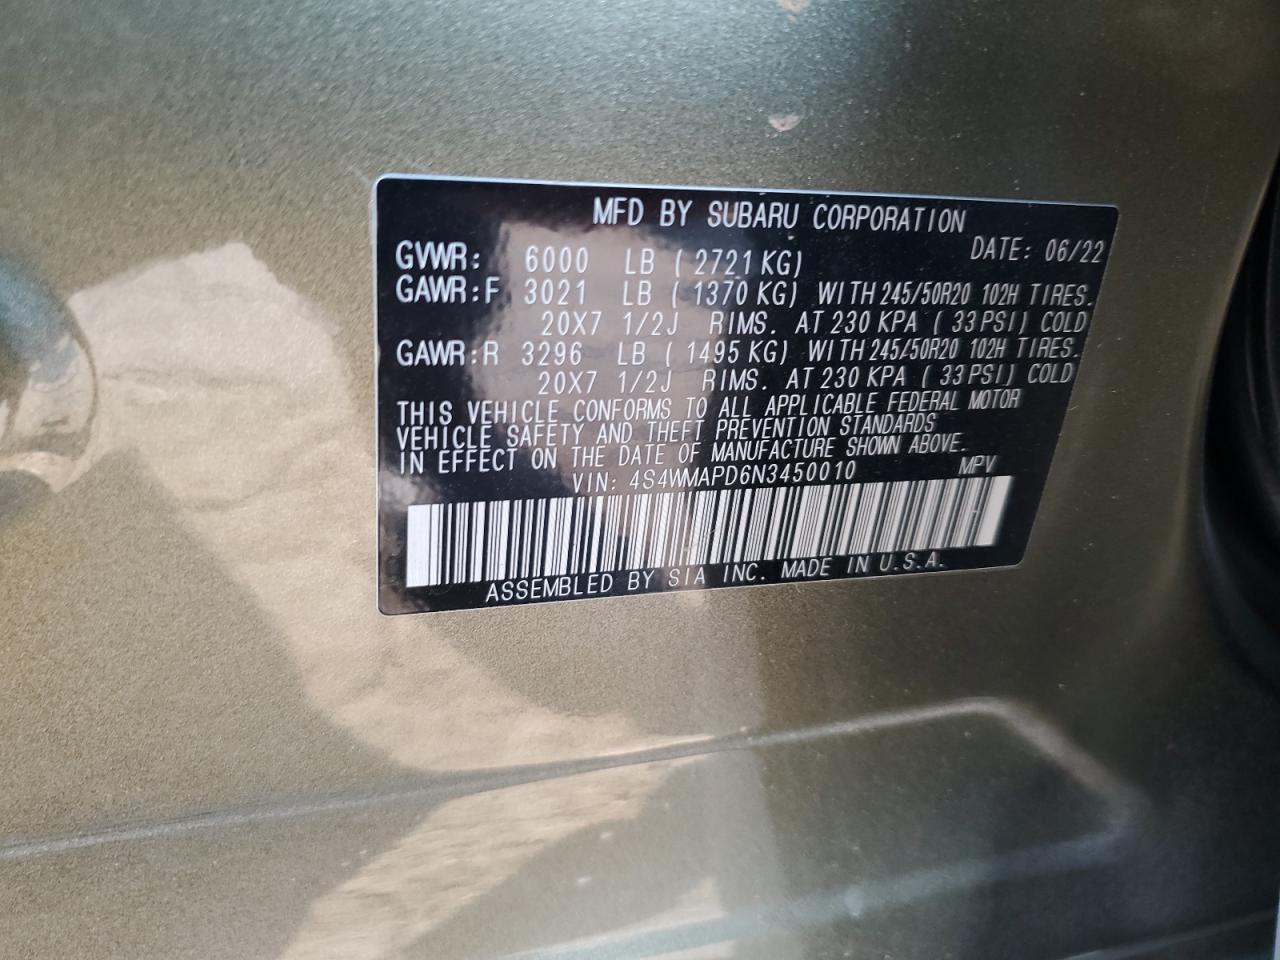 MFD BY SUBARU CORPORATION
DATE: 06/22
GVWR: 6000 LB ( 2721 KG)
GAWR:F 3021 LB ( 1370 KG) WITH 245/50R20 102H TIRES.
20X7 1/2J RIMS. AT 230 KPA ( 33 PSI) COLD
GAWR:R 3296 LB ( 1495 KG) WITH 245/50R20 102H TIRES.
20X7 1/2J RIMS. AT 230 KPA ( 33 PSI) COLD
THIS VEHICLE CONFORMS TO ALL APPLICABLE FEDERAL MOTOR
VEHICLE SAFETY AND THEFT PREVENTION STANDARDS
IN EFFECT ON THE DATE OF MANUFACTURE SHOWN ABOVE.
VIN: 4S4WMAPD6N3450010 MPV
ASSEMBLED BY SIA INC. MADE IN U.S.A.